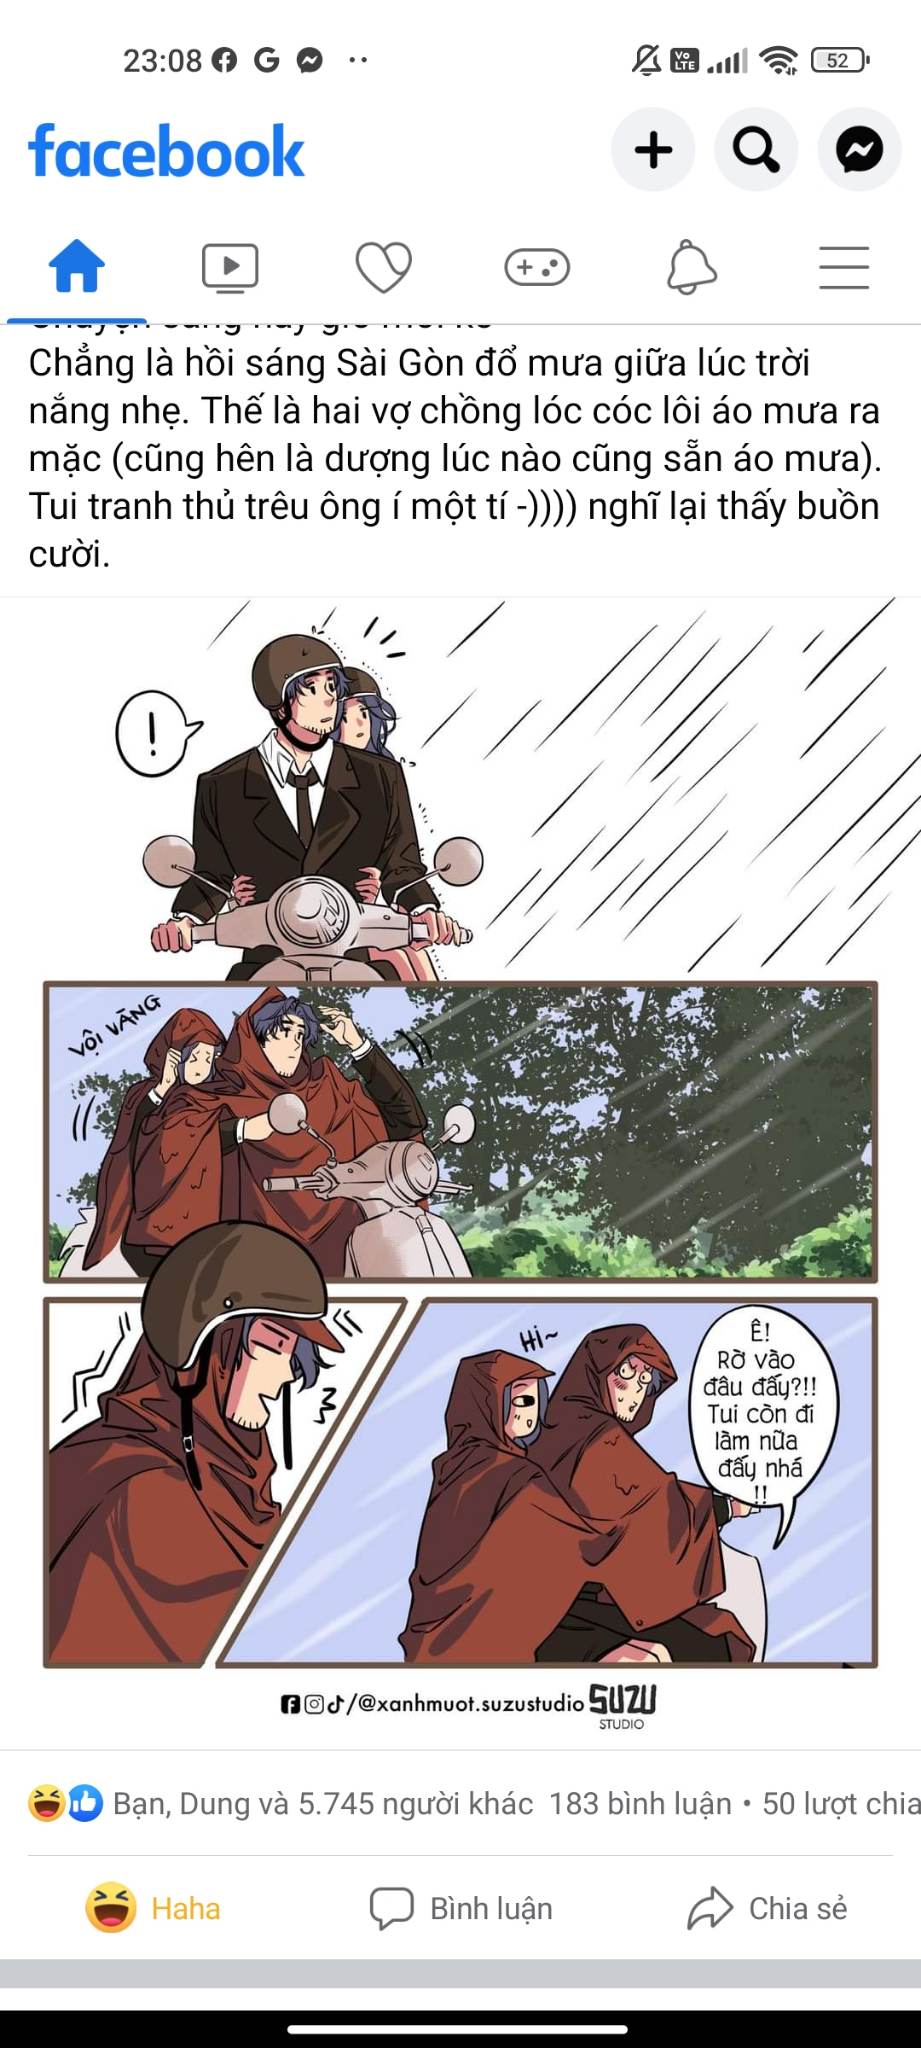 23:08
Vo LTE
52
facebook
Chẳng là hồi sáng Sài Gòn đổ mưa giữa lúc trời
nắng nhẹ. Thế là hai vợ chồng lóc cóc lôi áo mưa ra
mặc (cũng hên là dượng lúc nào cũng sẵn áo mưa).
Tui tranh thủ trêu ông í một tí -)))) nghĩ lại thấy buồn
cười.
!
VỘI VÀNG
Hi~
Ê!
Rờ vào
đâu đấy?!!
Tui còn đi
làm nữa
đấy nhá
!!
/@xanhmuot.suzustudio SUZU
STUDIO
Bạn, Dung và 5.745 người khác 183 bình luận • 50 lượt chia
Haha
Bình luận
Chia sẻ